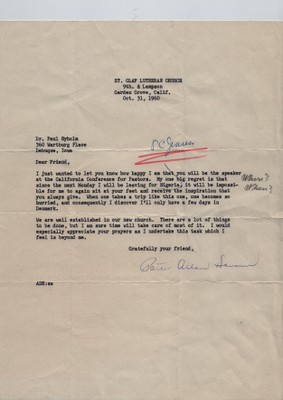 ST. OLAF LUTHERAN CHURCH
9th. & Lampson
Garden Grove, Calif.
Oct. 31, 1960
Dr. Paul Nyholm
360 Wartburg Place
Dubuque, Iowa
Dear Friend,
I just wanted to let you know how happy I am that you will be the speaker
at the California Conference for Pastors. My one big regret is that
since the next Monday I will be leaving for Nigeria, it will be impossi-
ble for me to again sit at your feet and receive the inspiration that
you always give. When one takes a trip like this one, one becomes so
hurried, and consequently I discover I'll only have a few days in
Denmark.
Where?
When?
We are well established in our new church. There are a lot of things
to be done, but I am sure time will take care of most of it. I would
especially appreciate your prayers as I undertake this task which I
feel is beyond me.
Gratefully your friend,